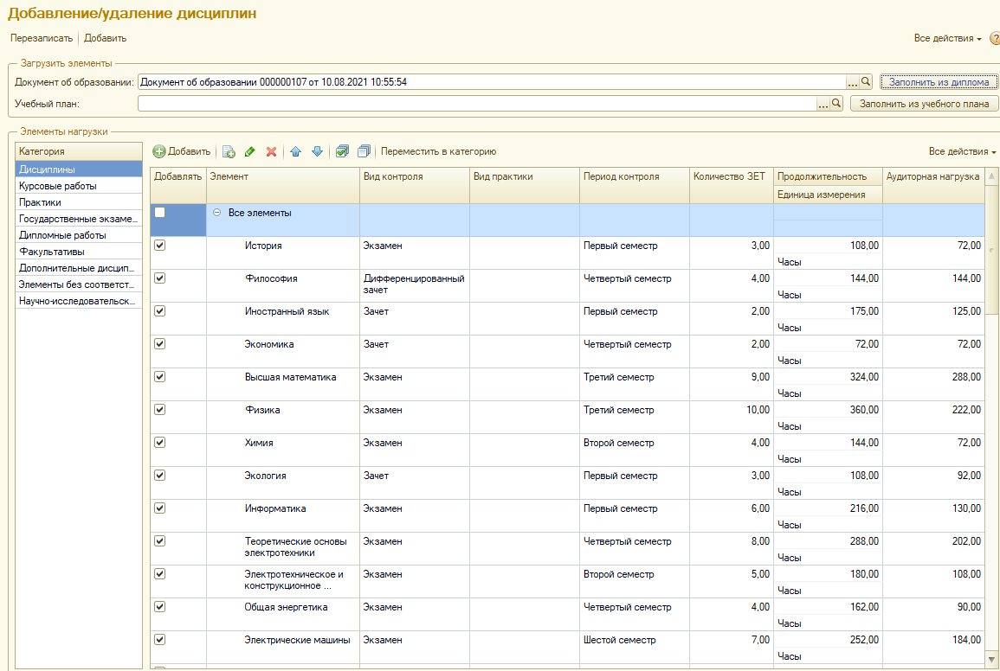 Добавление/удаление дисциплин
Перезаписать Добавить Все действия ?
Загрузить элементы
Документ об образовании: Документ об образовании 000000107 от 10.08.2021 10:55:54 ... Заполнить из диплома
Учебный план: ... Заполнить из учебного плана
Элементы нагрузки
Категория
Дисциплины
Курсовые работы
Практики
Государственные экзаме...
Дипломные работы
Факультативы
Дополнительные дисцип...
Элементы без соответст...
Научно-исследовательск...
Добавить Переместить в категорию Все действия
Добавлять Элемент Вид контроля Вид практики Период контроля Количество ЗЕТ Продолжительность Аудиторная нагрузка
Единица измерения
Все элементы
История Экзамен Первый семестр 3,00 108,00 72,00
Часы
Философия Дифференцированный Четвертый семестр 4,00 144,00 144,00
зачет Часы
Иностранный язык Зачет Первый семестр 2,00 175,00 125,00
Часы
Экономика Зачет Четвертый семестр 2,00 72,00 72,00
Часы
Высшая математика Экзамен Третий семестр 9,00 324,00 288,00
Часы
Физика Экзамен Третий семестр 10,00 360,00 222,00
Часы
Химия Экзамен Второй семестр 4,00 144,00 72,00
Часы
Экология Зачет Первый семестр 3,00 108,00 92,00
Часы
Информатика Экзамен Первый семестр 6,00 216,00 130,00
Часы
Теоретические основы Экзамен Четвертый семестр 8,00 288,00 202,00
электротехники Часы
Электротехническое и Экзамен Второй семестр 5,00 180,00 108,00
конструкционное ... Часы
Общая энергетика Экзамен Четвертый семестр 4,00 162,00 90,00
Часы
Электрические машины Экзамен Шестой семестр 7,00 252,00 184,00
Часы